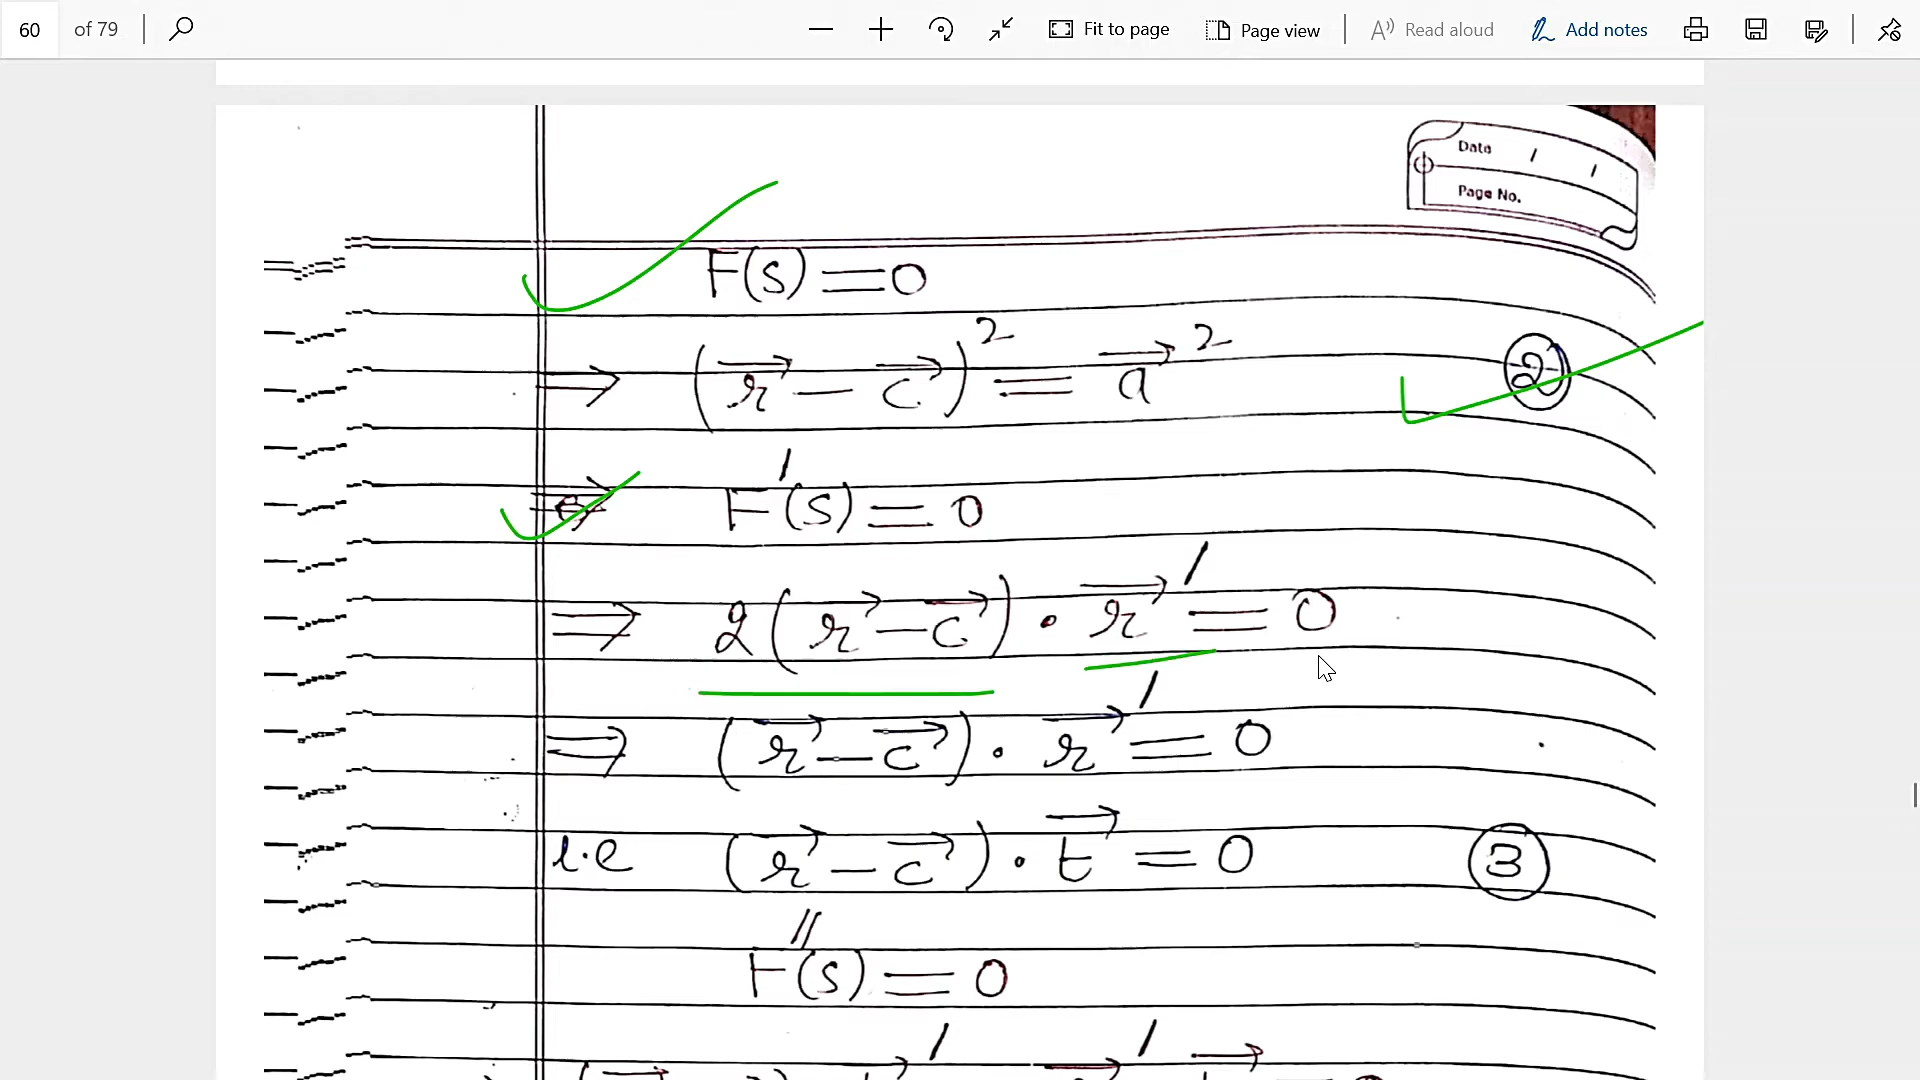 60 of 79 Fit to page Page view Read aloud Add notes
Date / /
Page No.
F(s) = 0
⇒ (r⃗ − c⃗)² = a⃗² ②
⇒ F'(s) = 0
⇒ 2(r⃗ − c⃗) · r⃗' = 0
⇒ (r⃗ − c⃗) · r⃗' = 0
i.e (r⃗ − c⃗) · t⃗ = 0 ③
F''(s) = 0